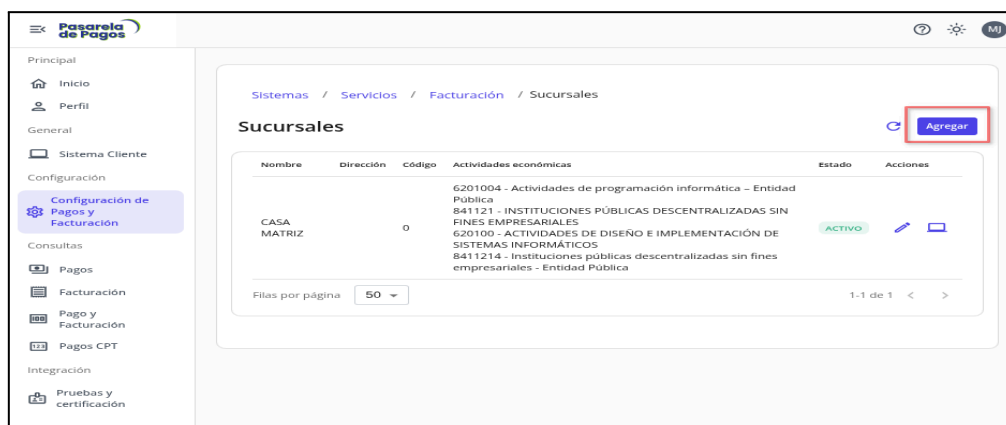 Pasarela
de Pagos
MJ
Principal
Inicio
Perfil
General
Sistema Cliente
Configuración
Configuración de
Pagos y
Facturación
Consultas
Pagos
Facturación
Pago y
Facturación
Pagos CPT
Integración
Pruebas y
certificación
Sistemas / Servicios / Facturación / Sucursales
Sucursales
Agregar
Nombre Dirección Código Actividades económicas Estado Acciones
CASA
MATRIZ
0
6201004 - Actividades de programación informática – Entidad
Pública
841121 - INSTITUCIONES PÚBLICAS DESCENTRALIZADAS SIN
FINES EMPRESARIALES
620100 - ACTIVIDADES DE DISEÑO E IMPLEMENTACIÓN DE
SISTEMAS INFORMÁTICOS
8411214 - Instituciones públicas descentralizadas sin fines
empresariales - Entidad Pública
ACTIVO
Filas por página 50 1-1 de 1 < >